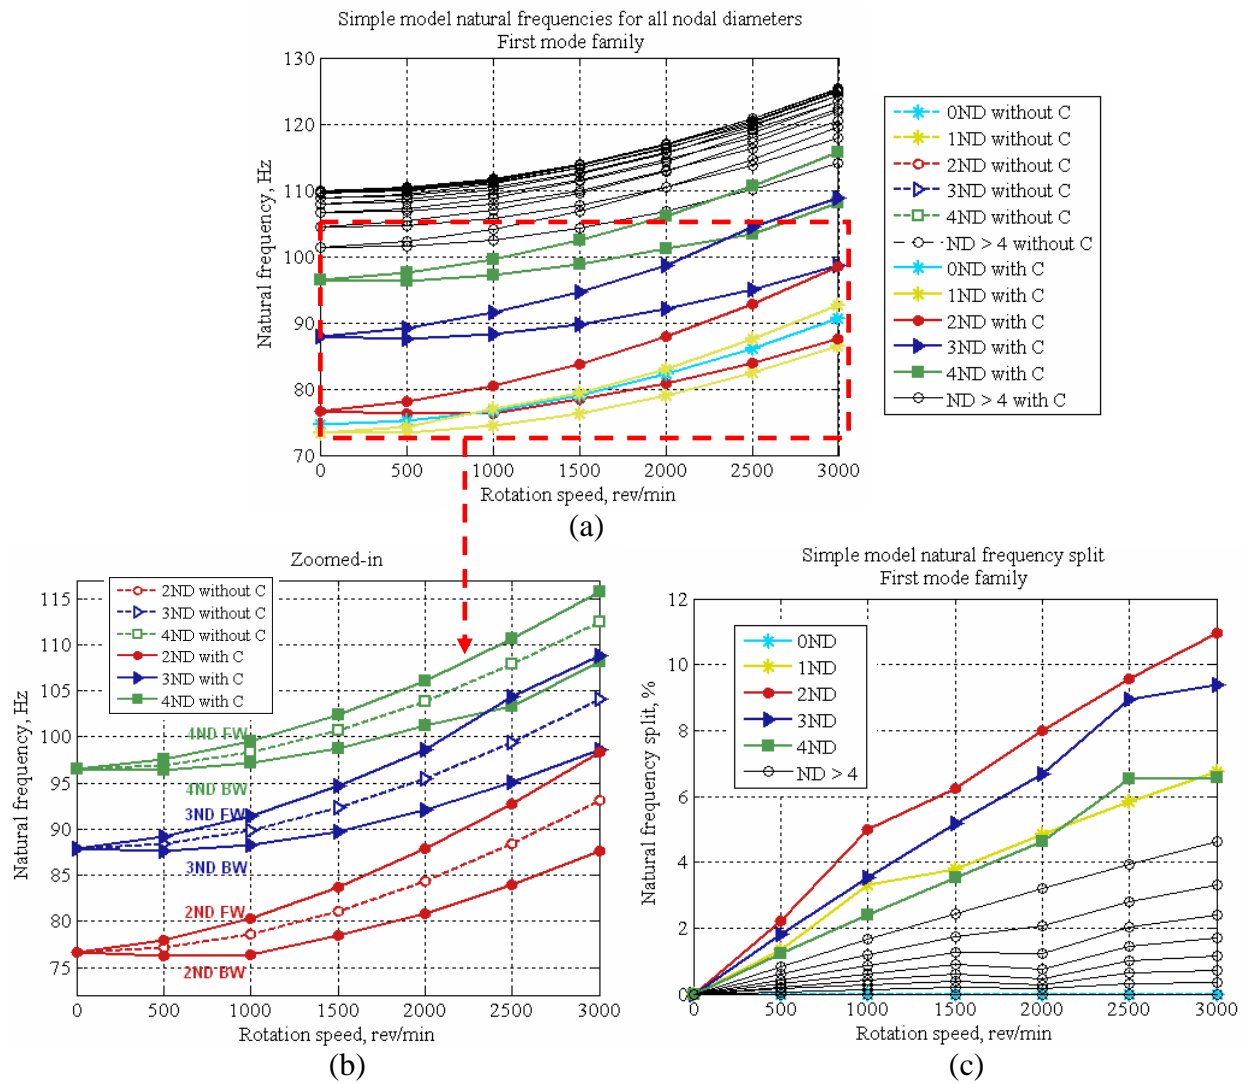 Simple model natural frequencies for all nodal diameters
First mode family
130
120
110
100
90
80
70
Natural frequency, Hz
0 500 1000 1500 2000 2500 3000
Rotation speed, rev/min
0ND without C
1ND without C
2ND without C
3ND without C
4ND without C
ND > 4 without C
0ND with C
1ND with C
2ND with C
3ND with C
4ND with C
ND > 4 with C
(a)
Zoomed-in
115
110
105
100
95
90
85
80
75
Natural frequency, Hz
2ND without C
3ND without C
4ND without C
2ND with C
3ND with C
4ND with C
4ND FW
4ND BW
3ND FW
3ND BW
2ND FW
2ND BW
0 500 1000 1500 2000 2500 3000
Rotation speed, rev/min
(b)
Simple model natural frequency split
First mode family
12
10
8
6
4
2
0
Natural frequency split, %
0ND
1ND
2ND
3ND
4ND
ND > 4
0 500 1000 1500 2000 2500 3000
Rotation speed, rev/min
(c)